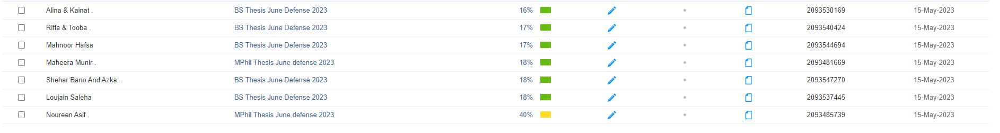 Alina & Kainat . BS Thesis June Defense 2023 16% 2093530169 15-May-2023
Riffa & Tooba . BS Thesis June Defense 2023 17% 2093540424 15-May-2023
Mahnoor Hafsa BS Thesis June Defense 2023 17% 2093544694 15-May-2023
Maheera Munir . MPhil Thesis June defense 2023 18% 2093481669 15-May-2023
Shehar Bano And Azka... BS Thesis June Defense 2023 18% 2093547270 15-May-2023
Loujain Saleha BS Thesis June Defense 2023 18% 2093537445 15-May-2023
Noureen Asif . MPhil Thesis June defense 2023 40% 2093485739 15-May-2023